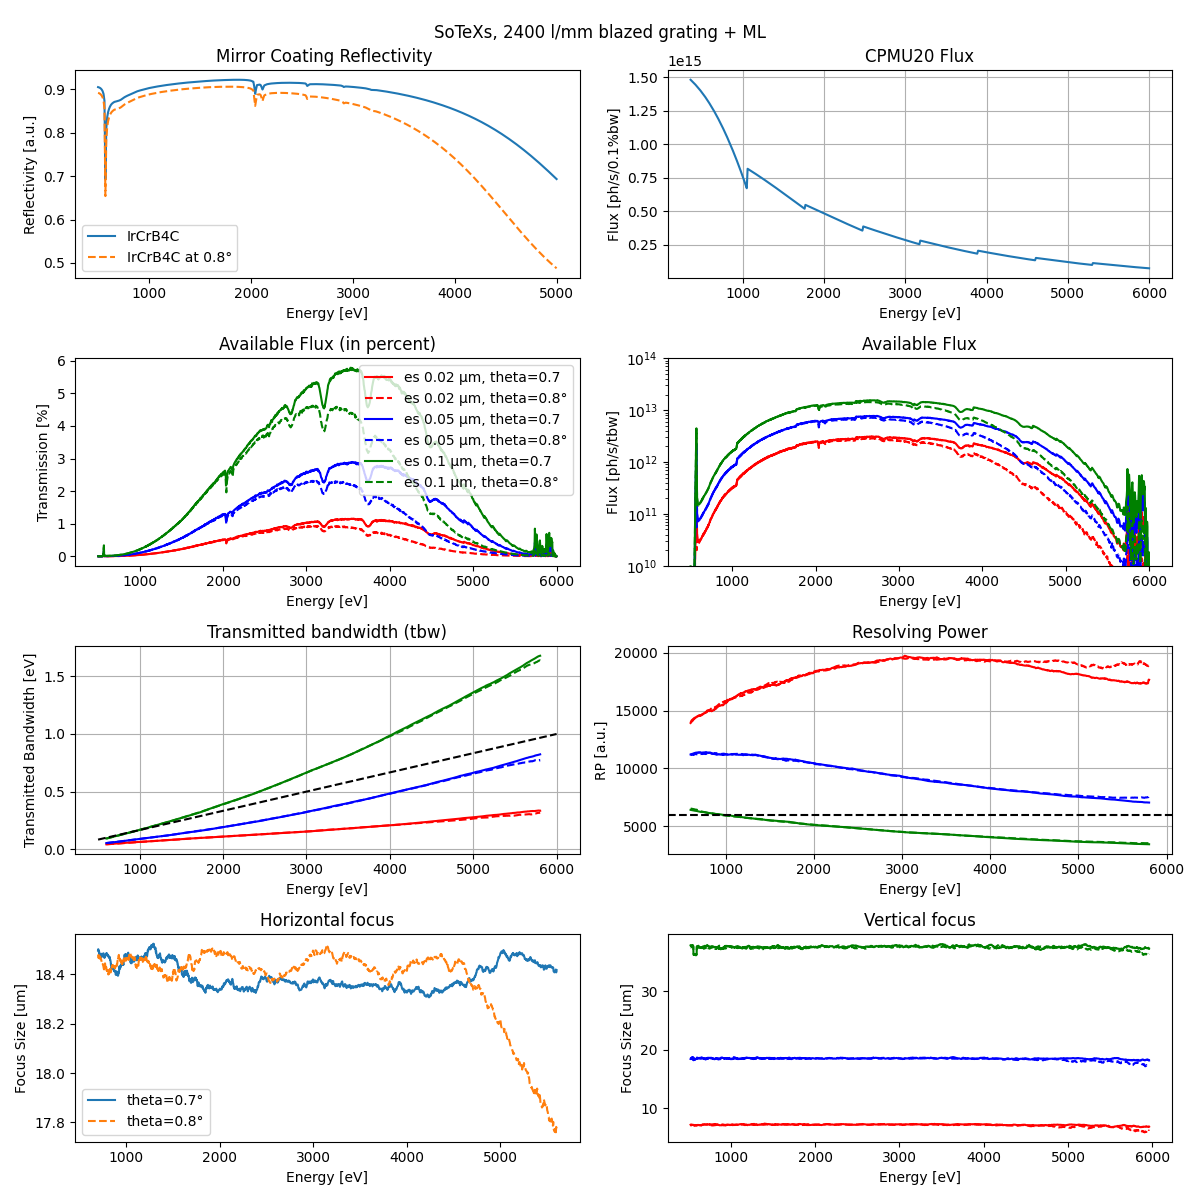 SoTeXs, 2400 l/mm blazed grating + ML
Mirror Coating Reflectivity
Reflectivity [a.u.]
0.9
0.8
0.7
0.6
0.5
IrCrB4C
IrCrB4C at 0.8°
1000 2000 3000 4000 5000
Energy [eV]
CPMU20 Flux
1e15
Flux [ph/s/0.1%bw]
1.50
1.25
1.00
0.75
0.50
0.25
1000 2000 3000 4000 5000 6000
Energy [eV]
Available Flux (in percent)
Transmission [%]
6
5
4
3
2
1
0
es 0.02 µm, theta=0.7
es 0.02 µm, theta=0.8°
es 0.05 µm, theta=0.7
es 0.05 µm, theta=0.8°
es 0.1 µm, theta=0.7
es 0.1 µm, theta=0.8°
1000 2000 3000 4000 5000 6000
Energy [eV]
Available Flux
Flux [ph/s/tbw]
10¹⁴
10¹³
10¹²
10¹¹
10¹⁰
1000 2000 3000 4000 5000 6000
Energy [eV]
Transmitted bandwidth (tbw)
Transmitted Bandwidth [eV]
1.5
1.0
0.5
0.0
1000 2000 3000 4000 5000 6000
Energy [eV]
Resolving Power
RP [a.u.]
20000
15000
10000
5000
1000 2000 3000 4000 5000 6000
Energy [eV]
Horizontal focus
Focus Size [um]
18.4
18.2
18.0
17.8
theta=0.7°
theta=0.8°
1000 2000 3000 4000 5000
Energy [eV]
Vertical focus
Focus Size [um]
30
20
10
1000 2000 3000 4000 5000 6000
Energy [eV]